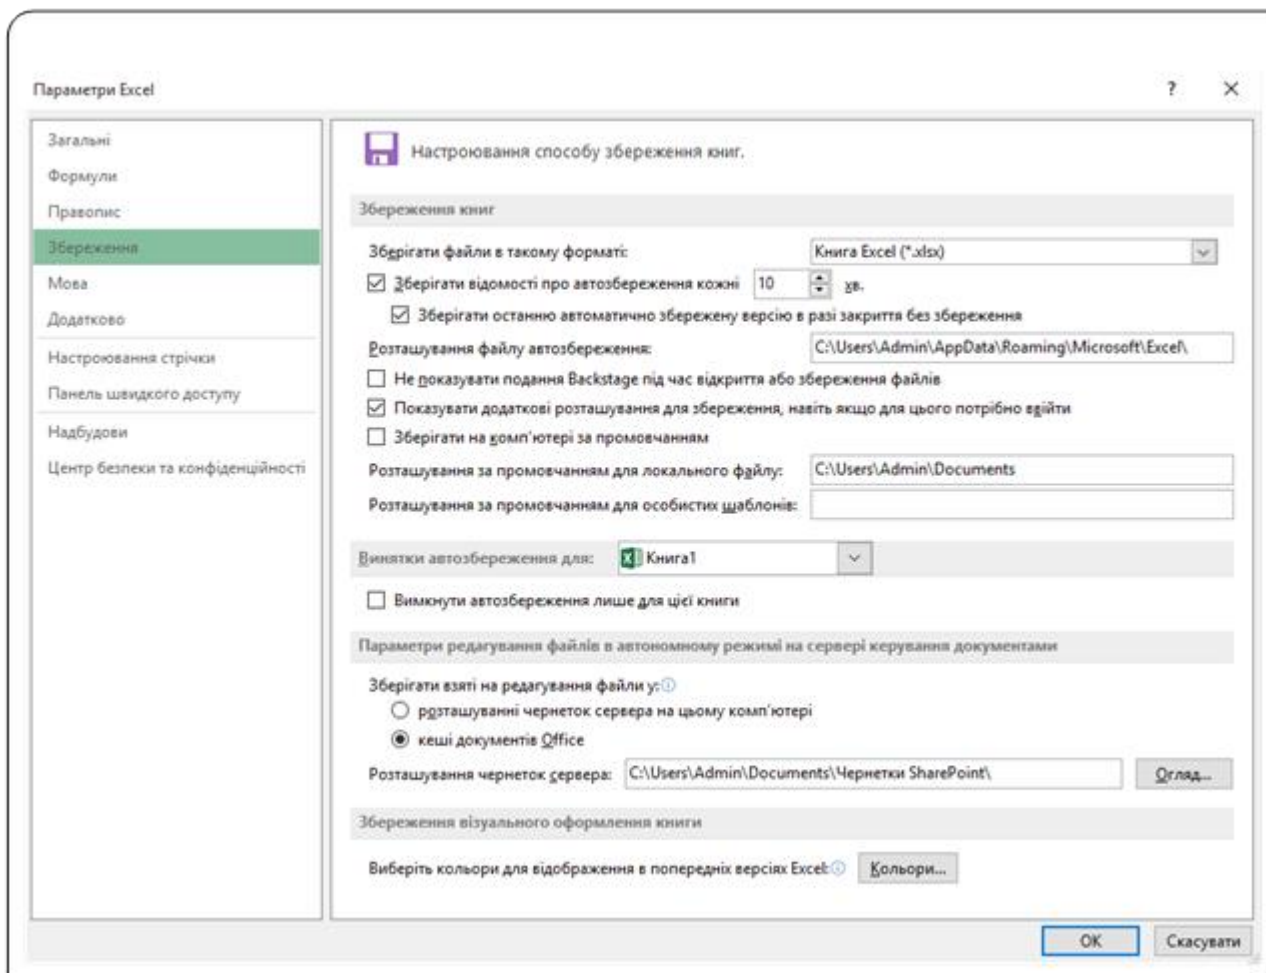 Параметри Excel
?
Загальні
Формули
Правопис
Збереження
Мова
Додатково
Настроювання стрічки
Панель швидкого доступу
Надбудови
Центр безпеки та конфіденційності
Настроювання способу збереження книг.
Збереження книг
Зберігати файли в такому форматі: Книга Excel (*.xlsx)
Зберігати відомості про автозбереження кожні 10 хв.
Зберігати останню автоматично збережену версію в разі закриття без збереження
Розташування файлу автозбереження: C:\Users\Admin\AppData\Roaming\Microsoft\Excel\
Не показувати подання Backstage під час відкриття або збереження файлів
Показувати додаткові розташування для збереження, навіть якщо для цього потрібно ввійти
Зберігати на комп'ютері за промовчанням
Розташування за промовчанням для локального файлу: C:\Users\Admin\Documents
Розташування за промовчанням для особистих шаблонів:
Винятки автозбереження для: Книга1
Вимкнути автозбереження лише для цієї книги
Параметри редагування файлів в автономному режимі на сервері керування документами
Зберігати взяті на редагування файли у:
розташуванні чернеток сервера на цьому комп'ютері
кеші документів Office
Розташування чернеток сервера: C:\Users\Admin\Documents\Чернетки SharePoint\ Огляд...
Збереження візуального оформлення книги
Виберіть кольори для відображення в попередніх версіях Excel: Кольори...
ОК Скасувати